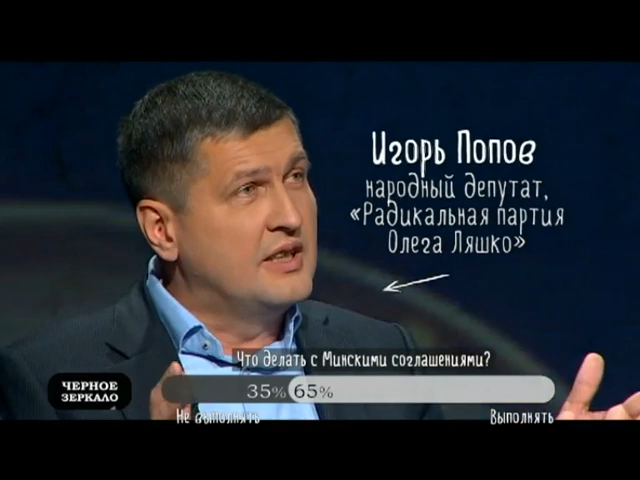 Игорь Попов
народный депутат,
«Радикальная партия
Олега Ляшко»
Что делать с Минскими соглашениями?
ЧЕРНОЕ
ЗЕРКАЛО
35% 65%
Не выполнять
Выполнять